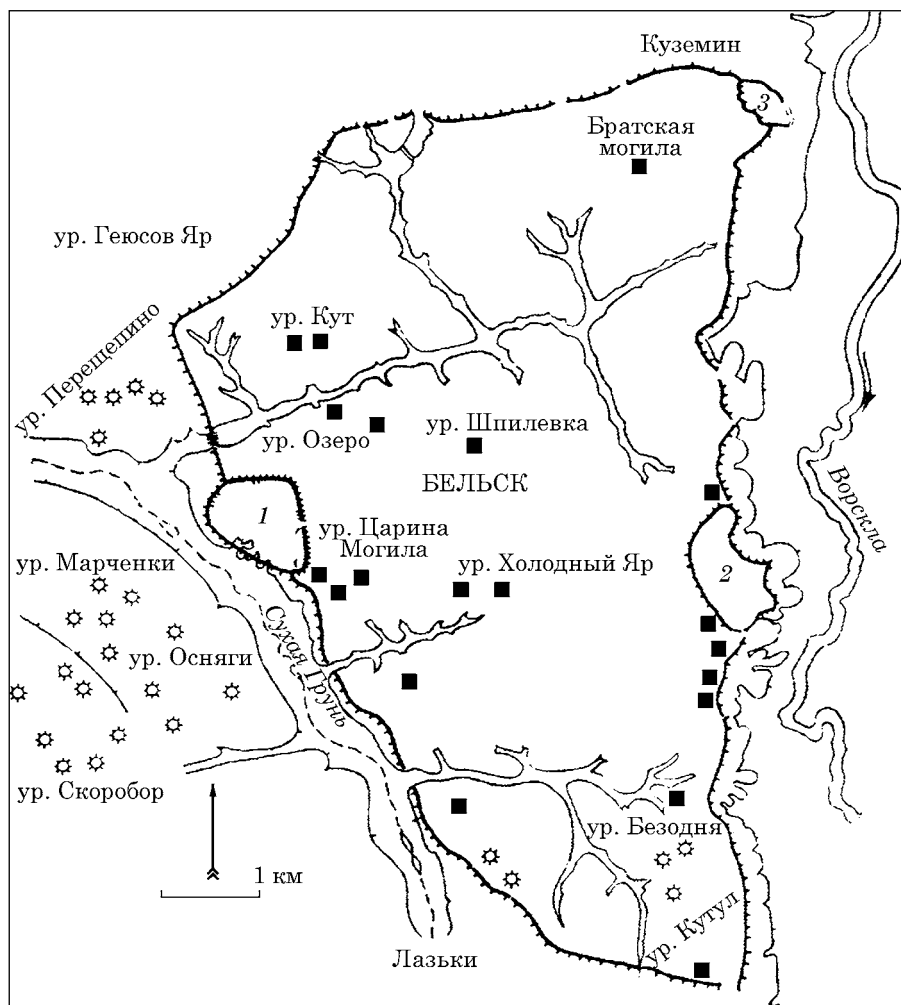 Куземин
3
Братская
могила
ур. Геюсов Яр
ур. Кут
ур. Перещепино
ур. Озеро
ур. Шпилевка
БЕЛЬСК
1
ур. Царина
Могила
Ворскла
2
ур. Марченки
ур. Холодный Яр
Сухая Грунь
ур. Осняги
ур. Скоробор
ур. Безодня
1 км
ур. Кутул
Лазьки